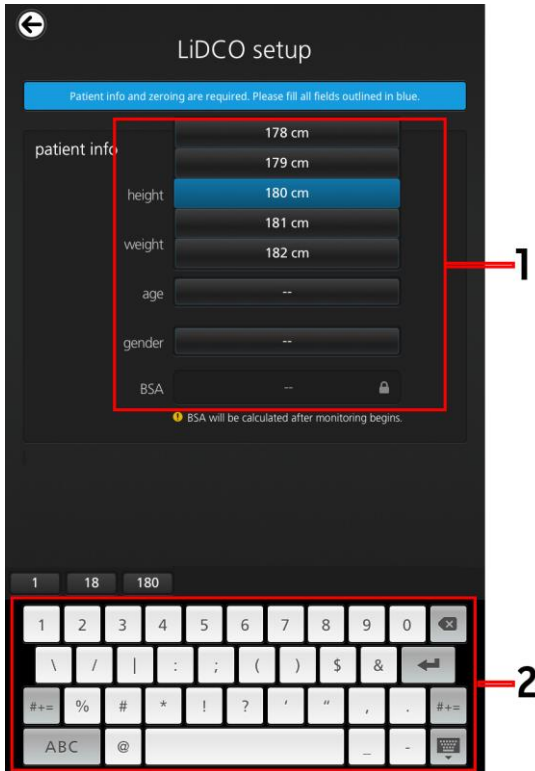 LiDCO setup
Patient info and zeroing are required. Please fill all fields outlined in blue.
patient info
178 cm
179 cm
height 180 cm
181 cm
weight
182 cm
age --
gender --
BSA --
BSA will be calculated after monitoring begins.
1
1 18 180
1 2 3 4 5 6 7 8 9 0
\ / | : ; ( ) $ &
#+= % # * ! ? ' " , . #+=
ABC @ _ -
2